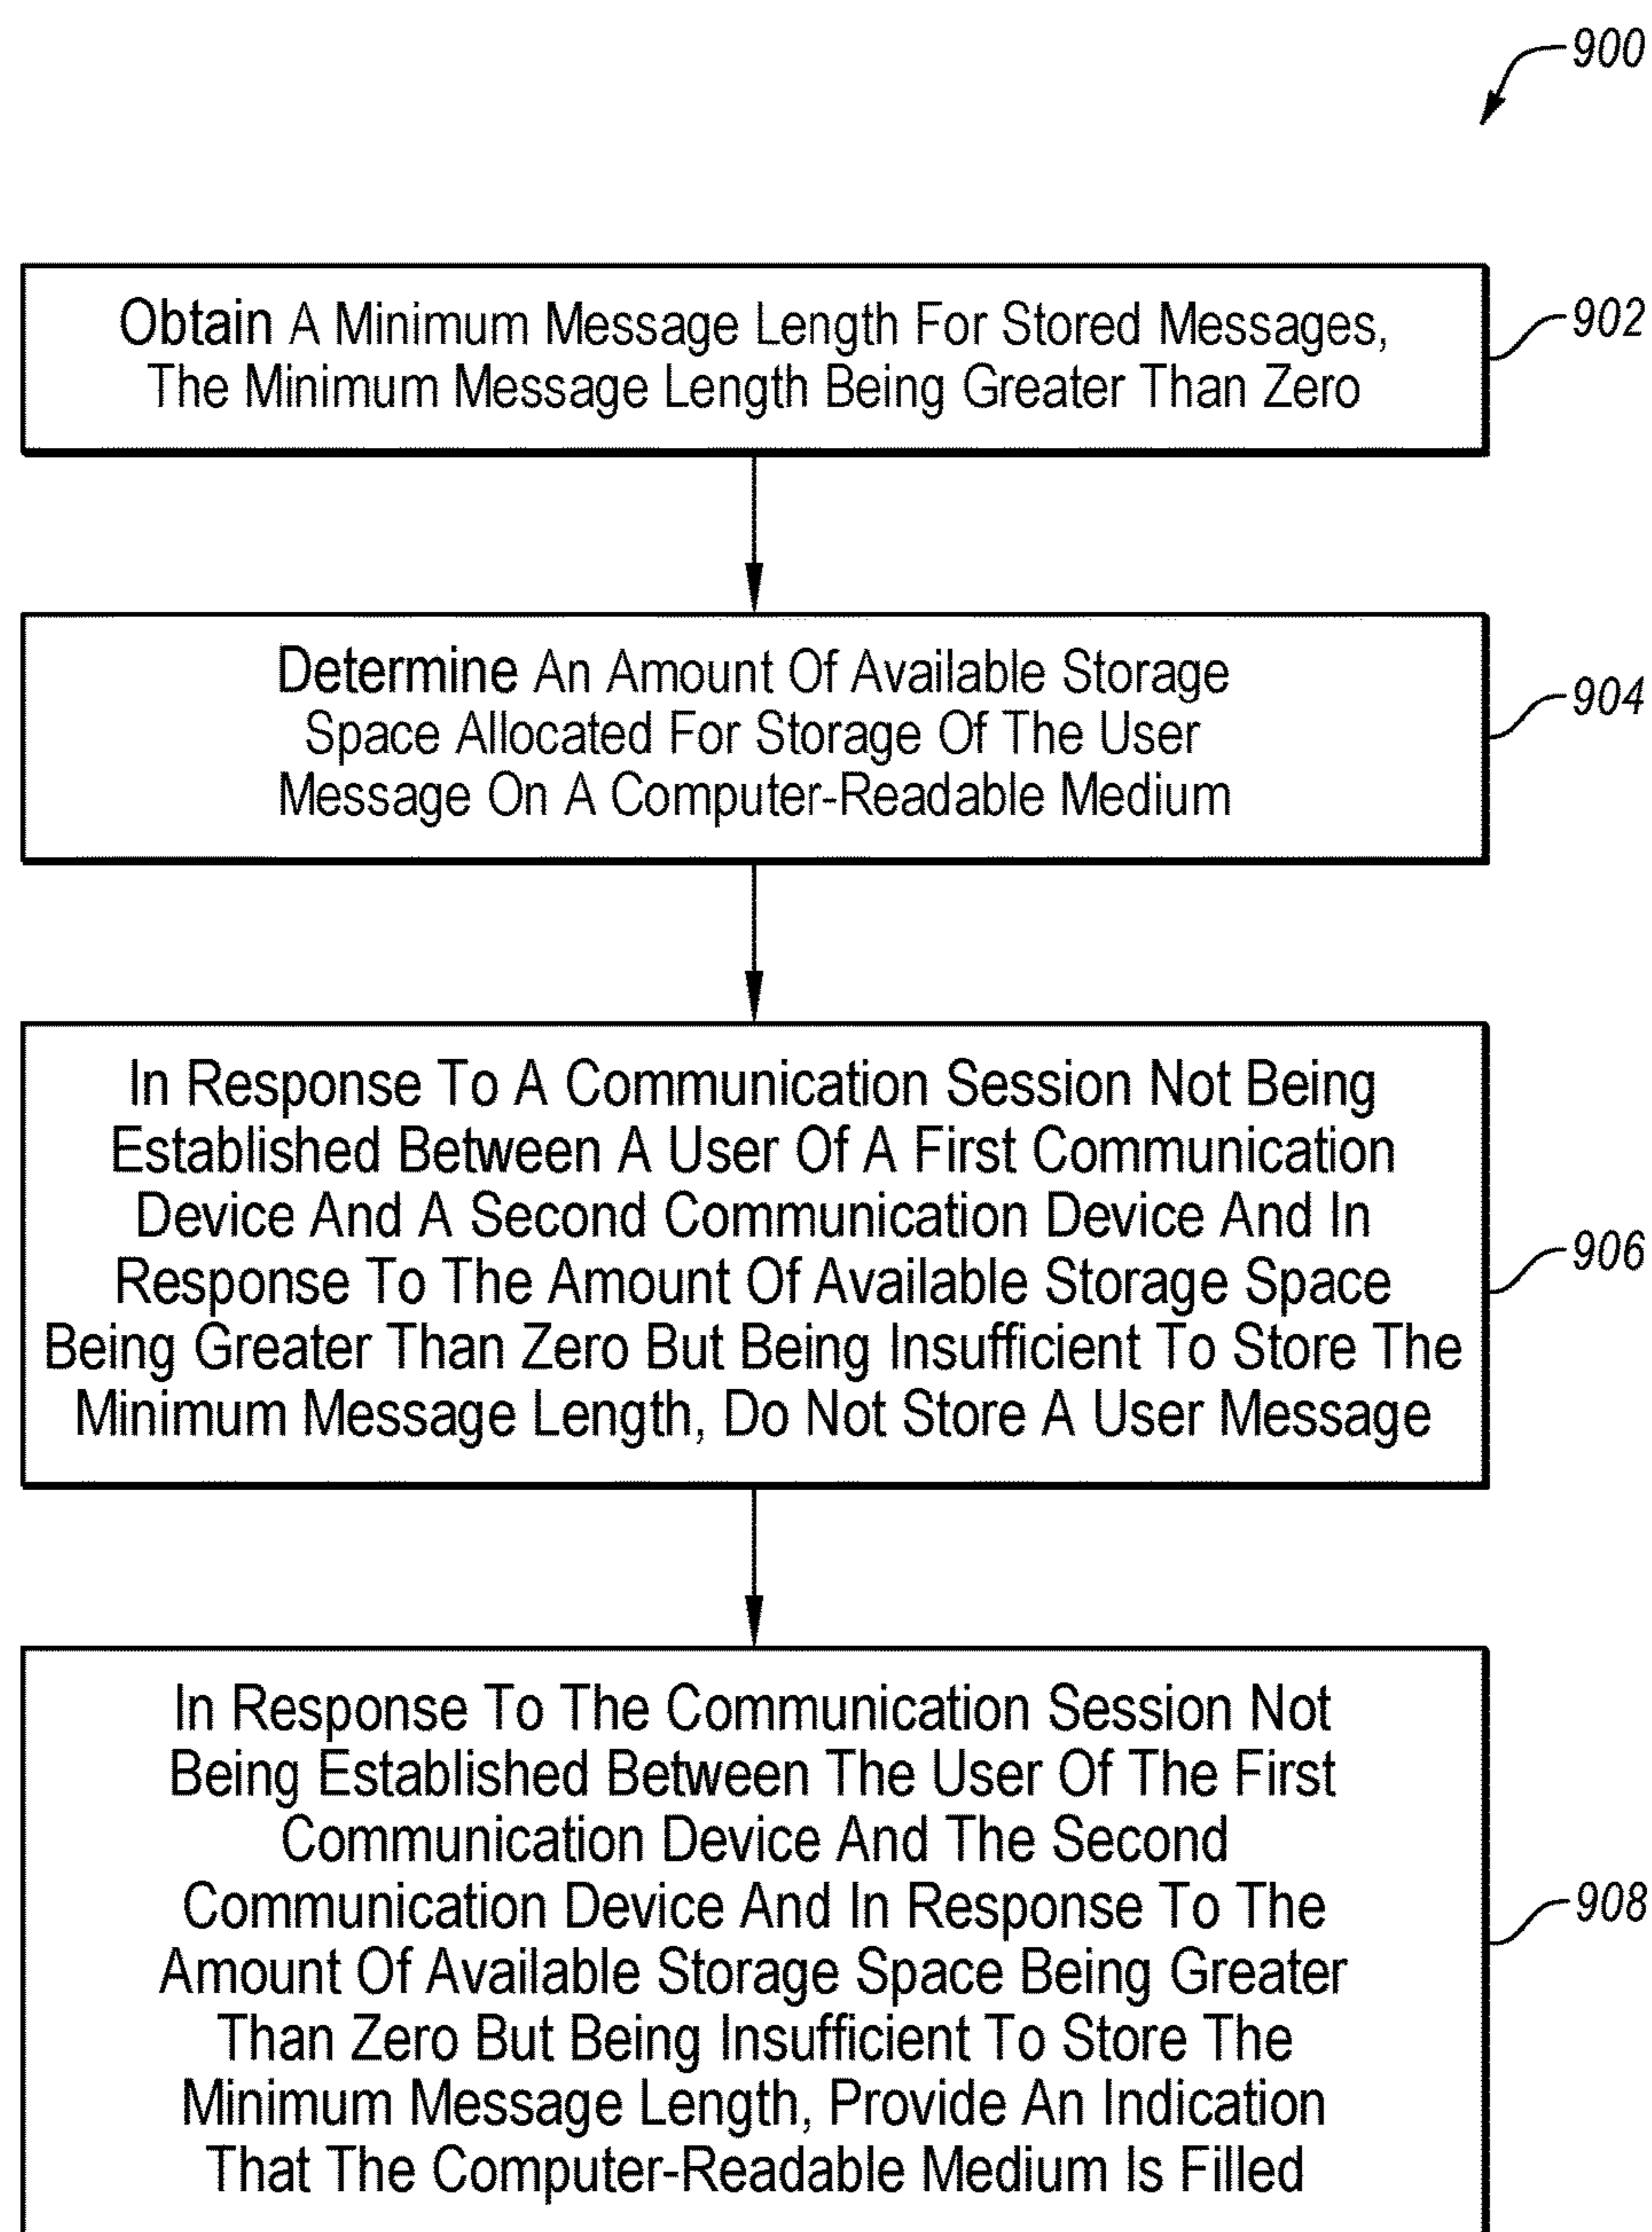 900
Obtain A Minimum Message Length For Stored Messages,
The Minimum Message Length Being Greater Than Zero
902
Determine An Amount Of Available Storage
Space Allocated For Storage Of The User
Message On A Computer-Readable Medium
904
In Response To A Communication Session Not Being
Established Between A User Of A First Communication
Device And A Second Communication Device And In
Response To The Amount Of Available Storage Space
Being Greater Than Zero But Being Insufficient To Store The
Minimum Message Length, Do Not Store A User Message
906
In Response To The Communication Session Not
Being Established Between The User Of The First
Communication Device And The Second
Communication Device And In Response To The
Amount Of Available Storage Space Being Greater
Than Zero But Being Insufficient To Store The
Minimum Message Length, Provide An Indication
That The Computer-Readable Medium Is Filled
908